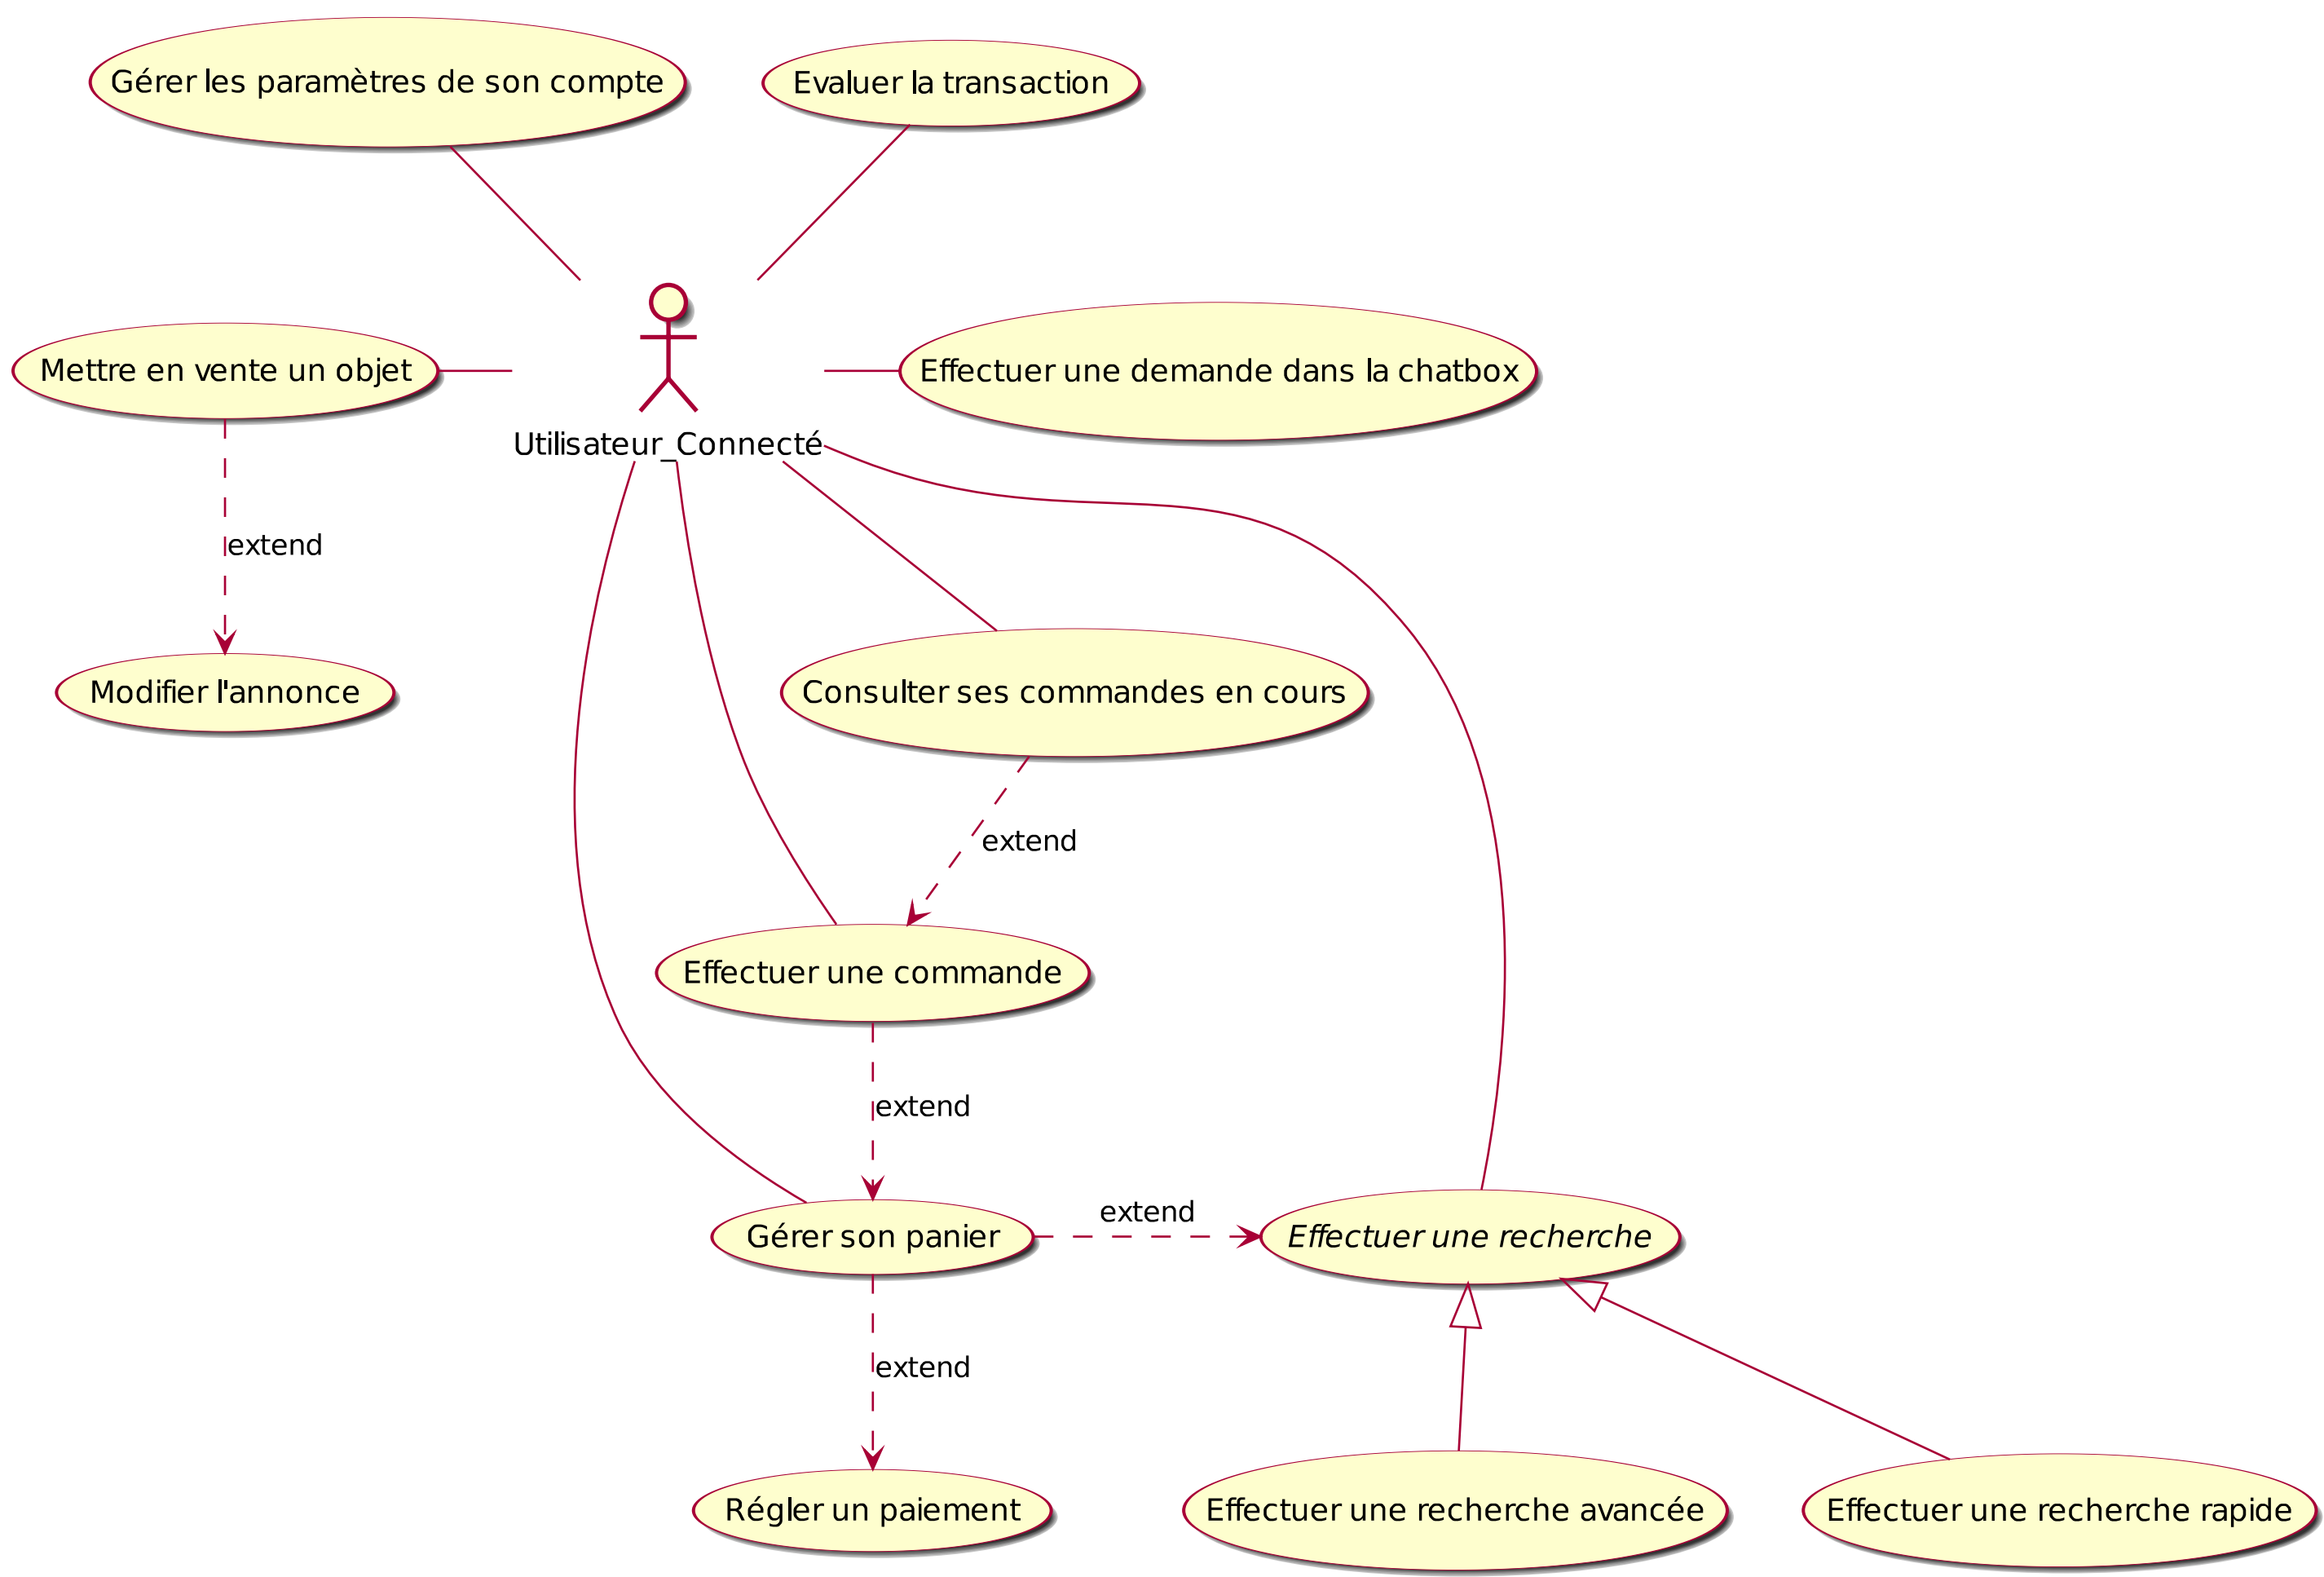 Gérer les paramètres de son compte
Evaluer la transaction
Mettre en vente un objet
Effectuer une demande dans la chatbox
Utilisateur_Connecté
extend
Modifier l'annonce
Consulter ses commandes en cours
extend
Effectuer une commande
extend
Gérer son panier
extend
Effectuer une recherche
extend
Régler un paiement
Effectuer une recherche avancée
Effectuer une recherche rapide